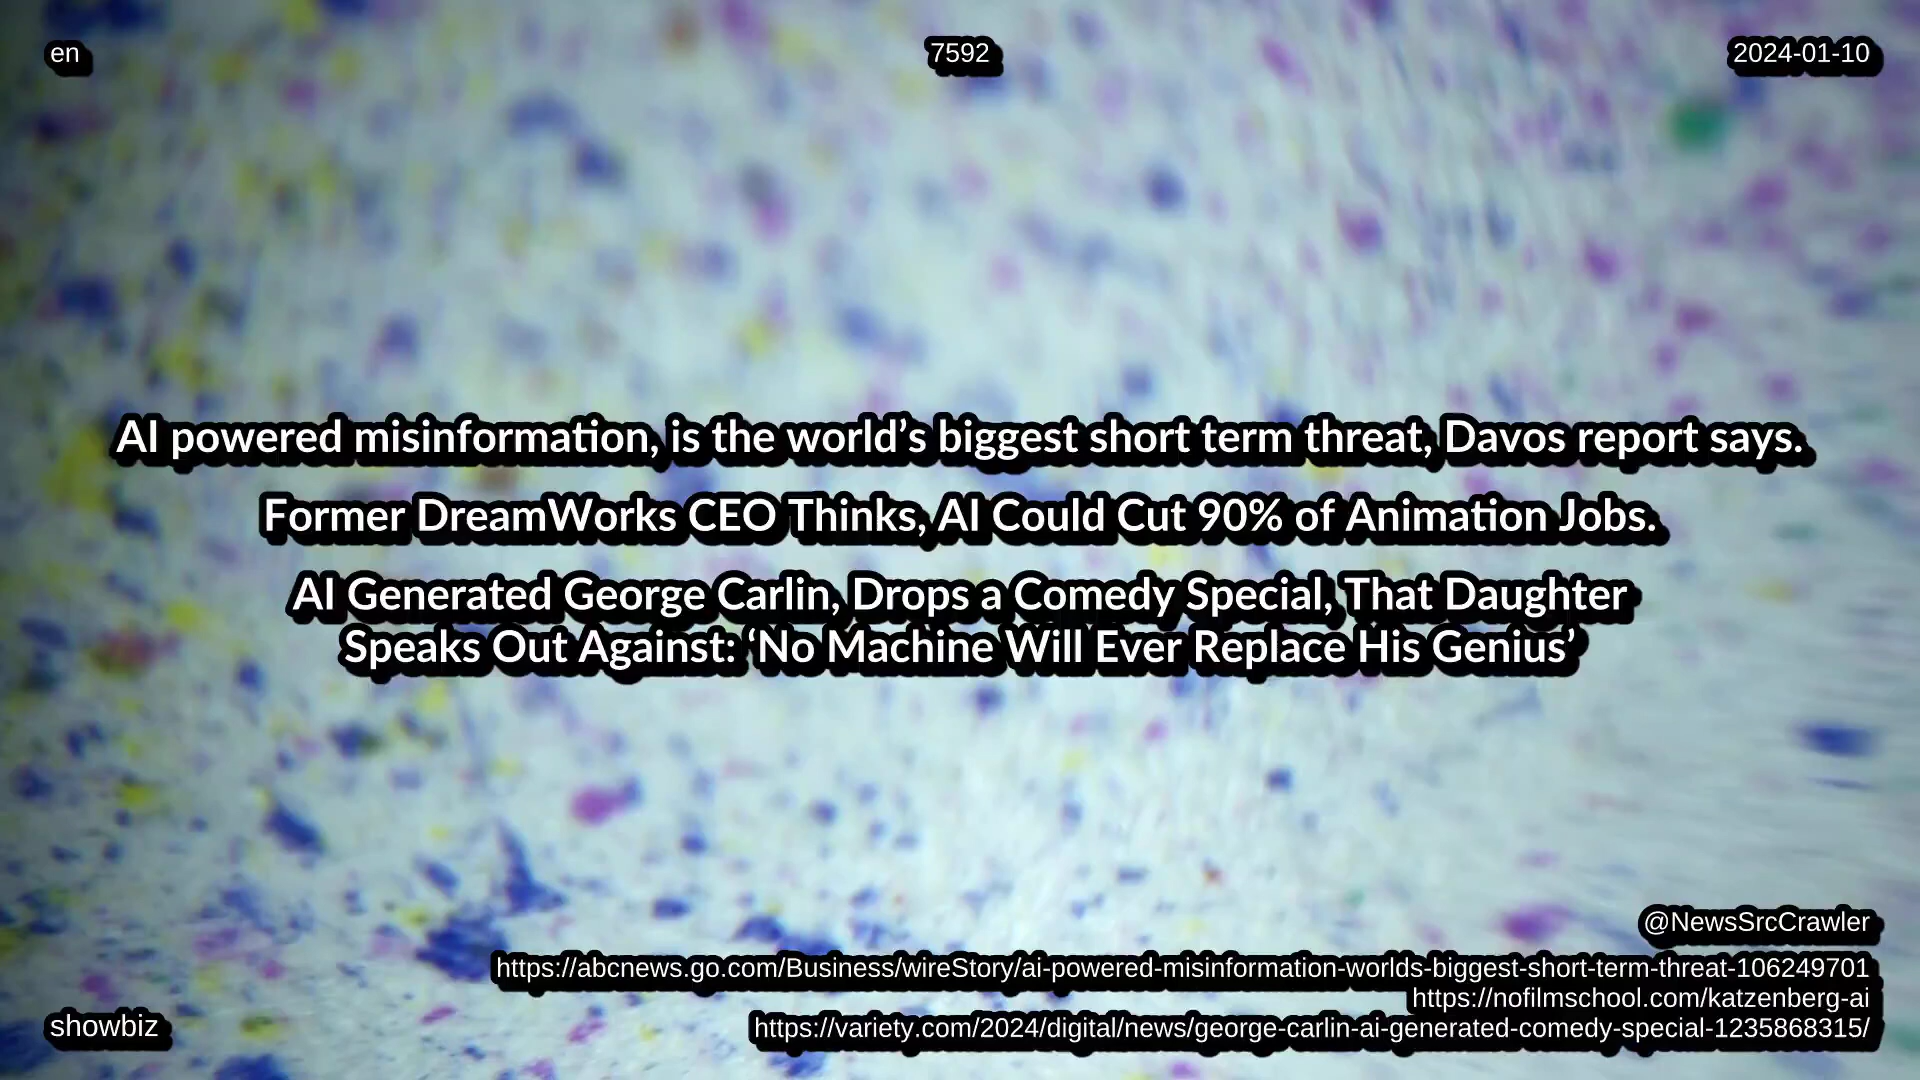 en
7592
2024-01-10
AI powered misinformation, is the world’s biggest short term threat, Davos report says.
Former DreamWorks CEO Thinks, AI Could Cut 90% of Animation Jobs.
AI Generated George Carlin, Drops a Comedy Special, That Daughter
Speaks Out Against: ‘No Machine Will Ever Replace His Genius’
@NewsSrcCrawler
https://abcnews.go.com/Business/wireStory/ai-powered-misinformation-worlds-biggest-short-term-threat-106249701
https://nofilmschool.com/katzenberg-ai
https://variety.com/2024/digital/news/george-carlin-ai-generated-comedy-special-1235868315/
showbiz